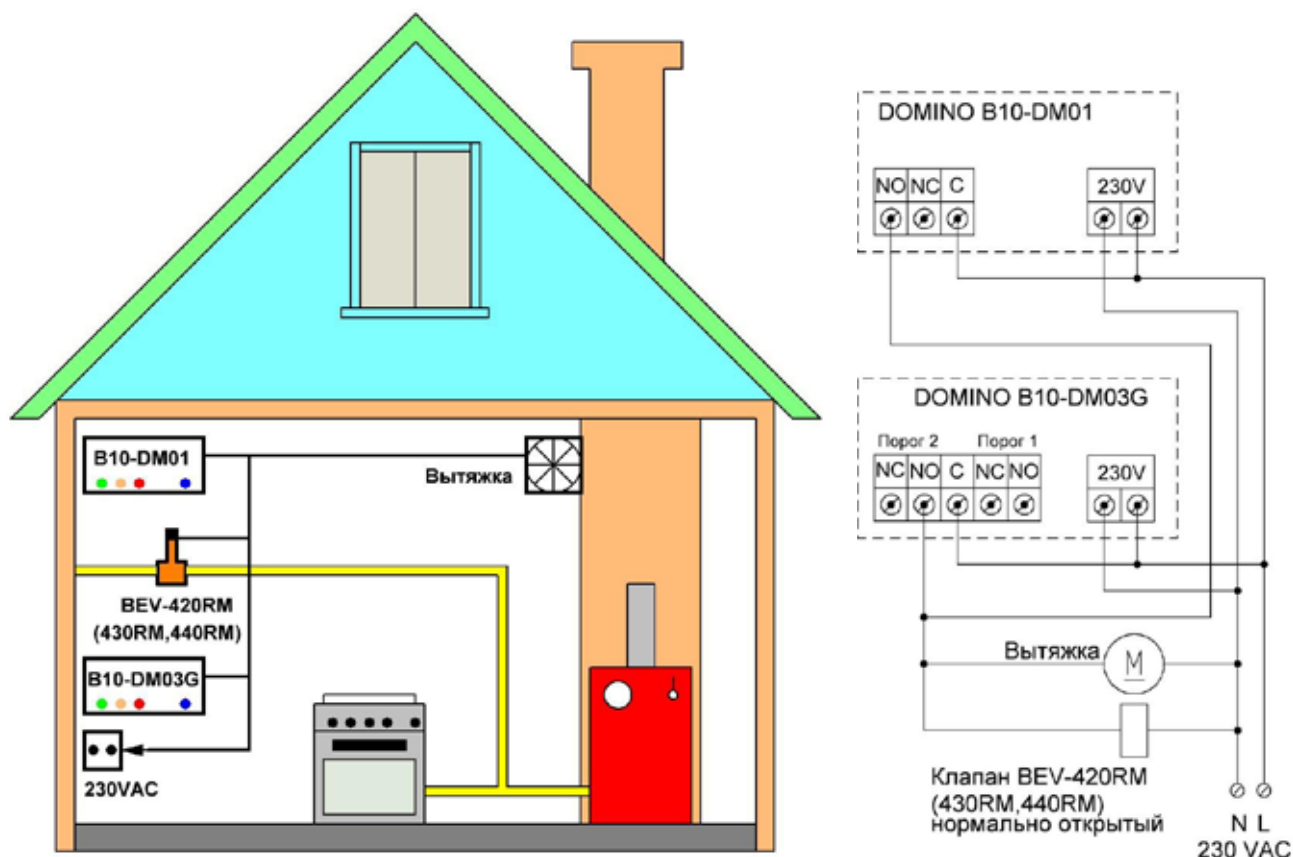 B10-DM01
Вытяжка
BEV-420RM
(430RM,440RM)
B10-DM03G
230VAC
DOMINO B10-DM01
NO NC C
230V
DOMINO B10-DM03G
Порог 2 Порог 1
NC NO C NC NO
230V
Вытяжка
M
Клапан BEV-420RM
(430RM,440RM)
нормально открытый
N L
230 VAC